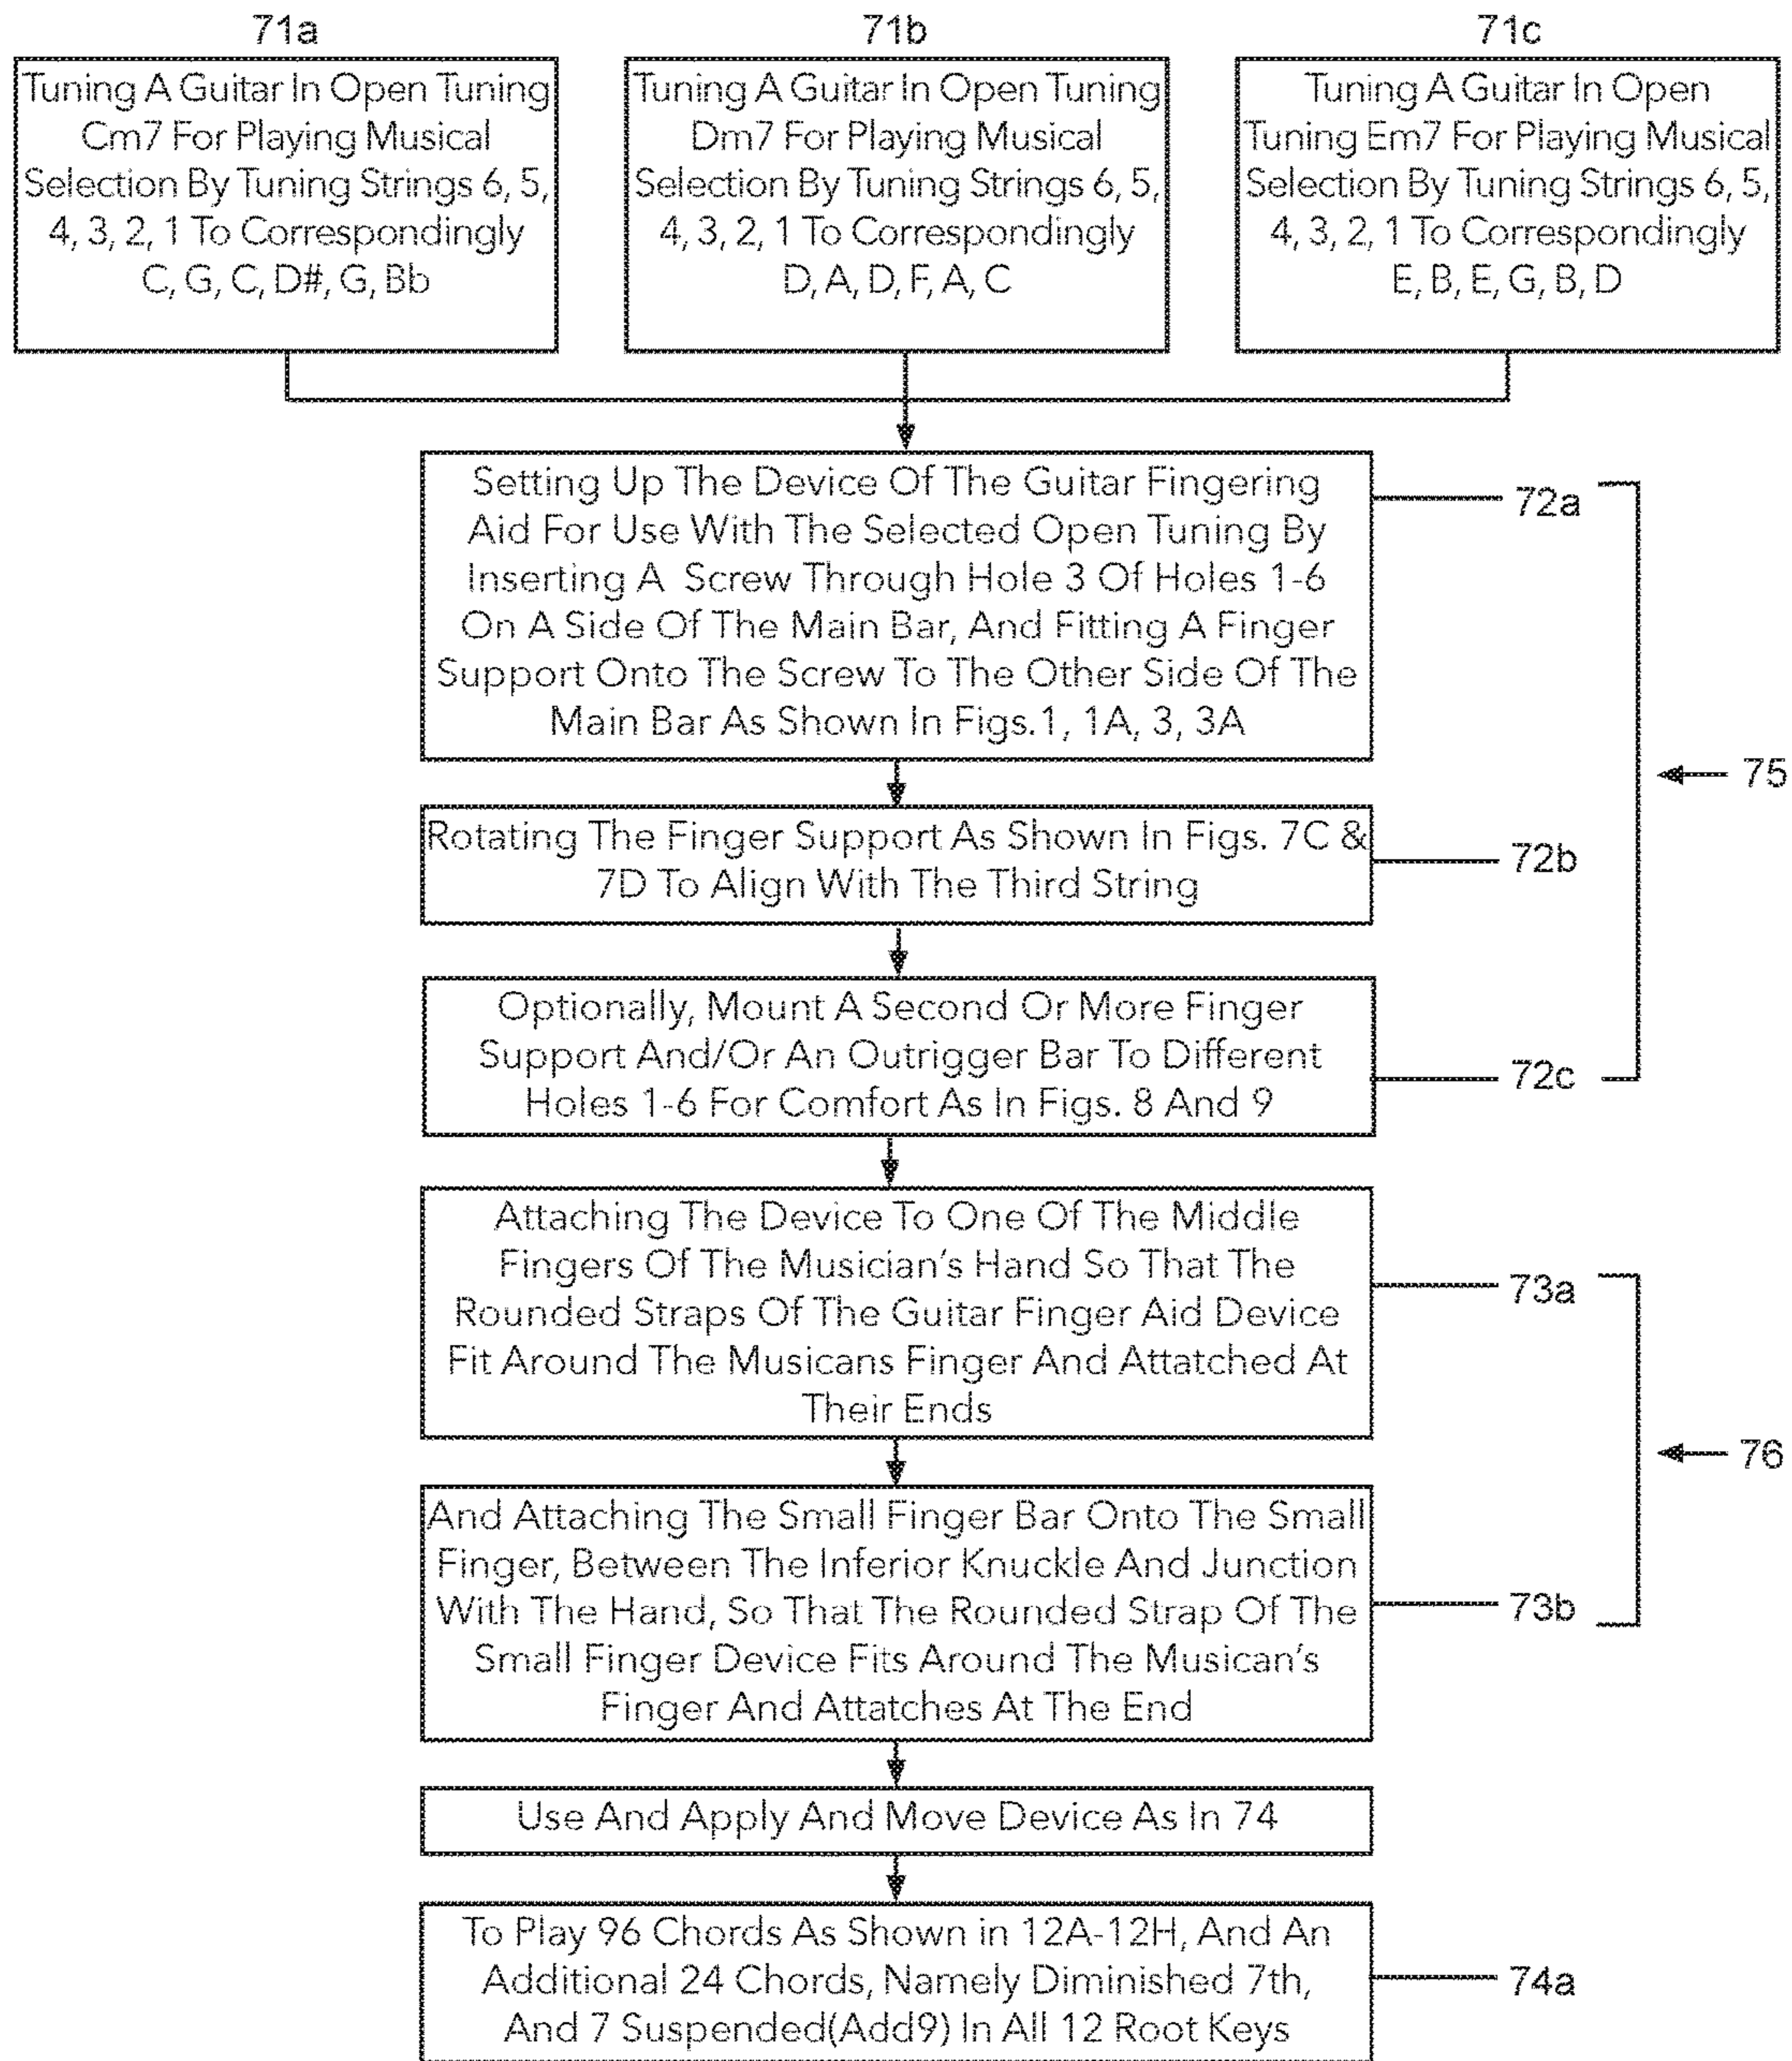 71a
Tuning A Guitar In Open Tuning
Cm7 For Playing Musical
Selection By Tuning Strings 6, 5,
4, 3, 2, 1 To Correspondingly
C, G, C, D#, G, Bb
71b
Tuning A Guitar In Open Tuning
Dm7 For Playing Musical
Selection By Tuning Strings 6, 5,
4, 3, 2, 1 To Correspondingly
D, A, D, F, A, C
71c
Tuning A Guitar In Open
Tuning Em7 For Playing Musical
Selection By Tuning Strings 6, 5,
4, 3, 2, 1 To Correspondingly
E, B, E, G, B, D
Setting Up The Device Of The Guitar Fingering
Aid For Use With The Selected Open Tuning By
Inserting A Screw Through Hole 3 Of Holes 1-6
On A Side Of The Main Bar, And Fitting A Finger
Support Onto The Screw To The Other Side Of The
Main Bar As Shown In Figs.1, 1A, 3, 3A
72a
75
Rotating The Finger Support As Shown In Figs. 7C &
7D To Align With The Third String
72b
Optionally, Mount A Second Or More Finger
Support And/Or An Outrigger Bar To Different
Holes 1-6 For Comfort As In Figs. 8 And 9
72c
Attaching The Device To One Of The Middle
Fingers Of The Musician's Hand So That The
Rounded Straps Of The Guitar Finger Aid Device
Fit Around The Musicans Finger And Attatched At
Their Ends
73a
76
And Attaching The Small Finger Bar Onto The Small
Finger, Between The Inferior Knuckle And Junction
With The Hand, So That The Rounded Strap Of The
Small Finger Device Fits Around The Musican's
Finger And Attatches At The End
73b
Use And Apply And Move Device As In 74
To Play 96 Chords As Shown in 12A-12H, And An
Additional 24 Chords, Namely Diminished 7th,
And 7 Suspended(Add9) In All 12 Root Keys
74a